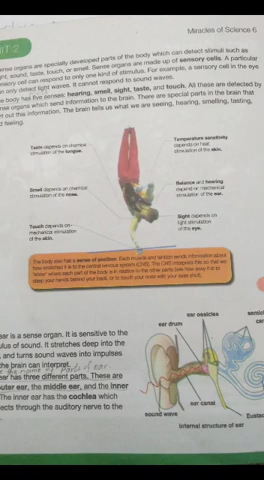 Miracles of Science 6
UNIT 2
ense organs are specially developed parts of the body which can detect stimuli such as
ght, sound, taste, touch, or smell. Sense organs are made up of sensory cells. A particular
ensory cell can respond to only one kind of stimulus. For example, a sensory cell in the eye
an only detect light waves. It cannot respond to sound waves.
e body has five senses: hearing, smell, sight, taste, and touch. All these are detected by
nse organs which send information to the brain. There are special parts in the brain that
rt out this information. The brain tells us what we are seeing, hearing, smelling, tasting,
d feeling.
Taste depends on chemical
stimulation of the tongue.
Temperature sensitivity
depends on heat
stimulation of the skin.
Smell depends on chemical
stimulation of the nose.
Balance and hearing
depend on mechanical
stimulation of the ear.
Touch depends on
mechanical stimulation
of the skin.
Sight depends on
light stimulation
of the eye.
The body also has a sense of position. Each muscle and tendon sends information about
how stretched it is to the central nervous system (CNS). The CNS interprets this so that we
'know' where each part of the body is in relation to the other parts (see how easy it is to
clasp your hands behind your back, or to touch your nose with your eyes shut).
ear is a sense organ. It is sensitive to the
ulus of sound. It stretches deep into the
, and turns sound waves into impulses
the brain can interpret.
parts of ear.
ear has three different parts. These are
outer ear, the middle ear, and the inner
The inner ear has the cochlea which
ects through the auditory nerve to the
ear ossicles
ear drum
ear canal
sound wave
Eustac
Internal structure of ear